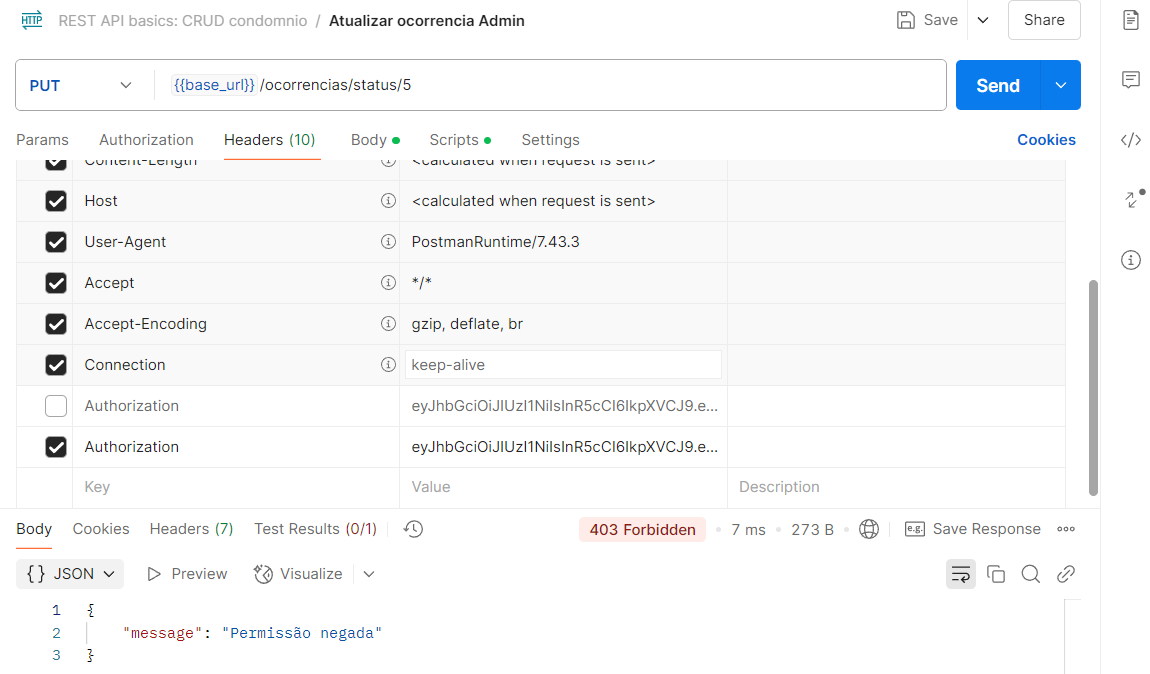 HTTP REST API basics: CRUD condomnio / Atualizar ocorrencia Admin Save Share
PUT {{base_url}} /ocorrencias/status/5 Send
Params Authorization Headers (10) Body Scripts Settings Cookies
Content-Length <calculated when request is sent>
Host <calculated when request is sent>
User-Agent PostmanRuntime/7.43.3
Accept */*
Accept-Encoding gzip, deflate, br
Connection keep-alive
Authorization eyJhbGciOiJIUzI1NiIsInR5cCI6IkpXVCJ9.e...
Authorization eyJhbGciOiJIUzI1NiIsInR5cCI6IkpXVCJ9.e...
Key Value Description
Body Cookies Headers (7) Test Results (0/1) 403 Forbidden • 7 ms • 273 B • e.g. Save Response
{} JSON Preview Visualize
1 {
2 "message": "Permissão negada"
3 }